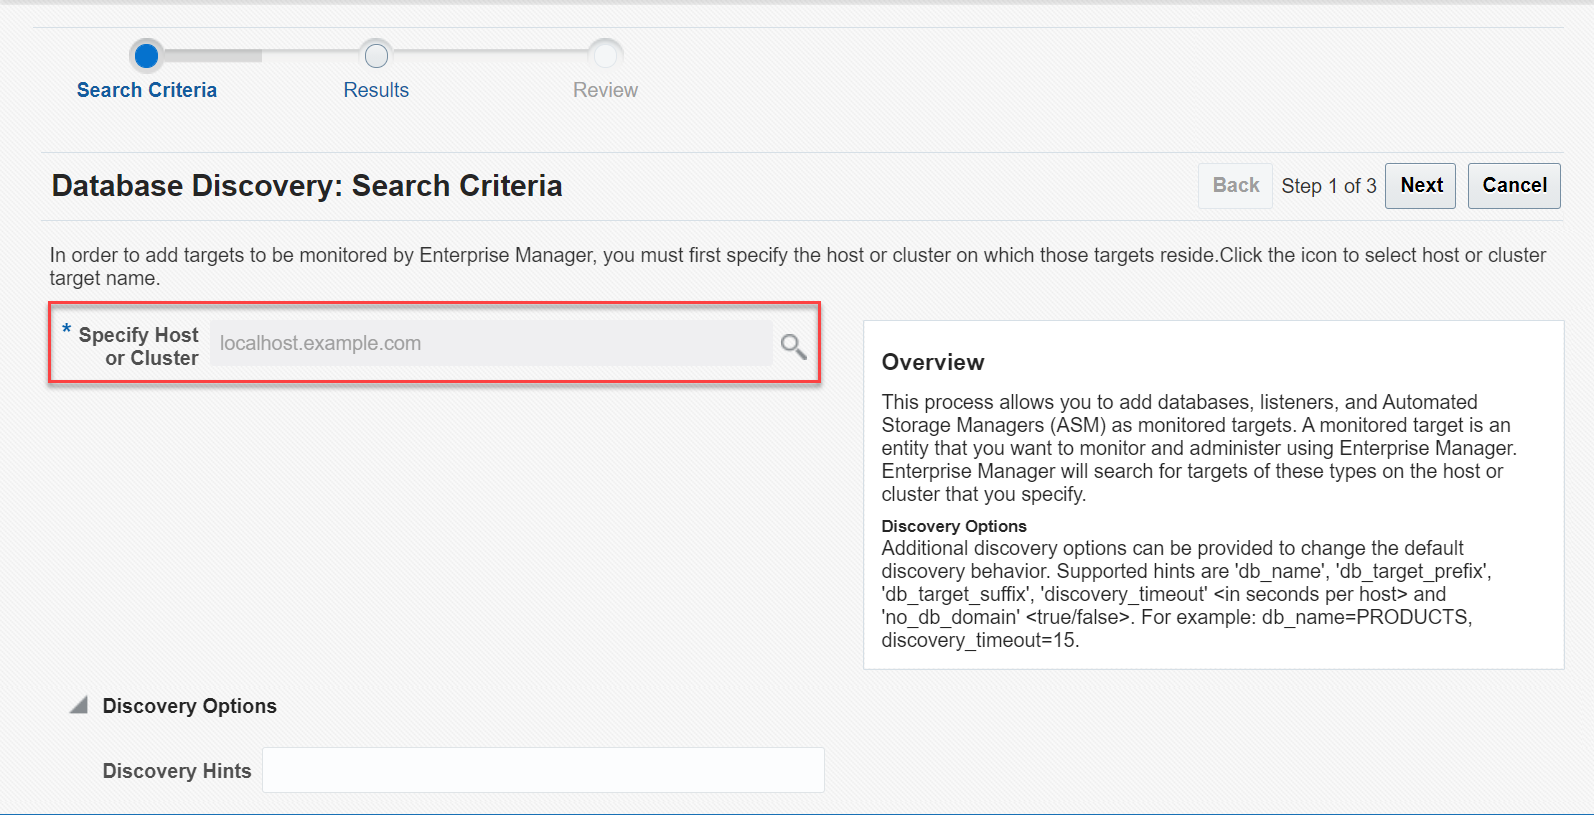 Search Criteria
Results
Review
Database Discovery: Search Criteria
Back
Step 1 of 3
Next
Cancel
In order to add targets to be monitored by Enterprise Manager, you must first specify the host or cluster on which those targets reside.Click the icon to select host or cluster
target name.
* Specify Host
or Cluster
localhost.example.com
Overview
This process allows you to add databases, listeners, and Automated
Storage Managers (ASM) as monitored targets. A monitored target is an
entity that you want to monitor and administer using Enterprise Manager.
Enterprise Manager will search for targets of these types on the host or
cluster that you specify.
Discovery Options
Additional discovery options can be provided to change the default
discovery behavior. Supported hints are 'db_name', 'db_target_prefix',
'db_target_suffix', 'discovery_timeout' <in seconds per host> and
'no_db_domain' <true/false>. For example: db_name=PRODUCTS,
discovery_timeout=15.
Discovery Options
Discovery Hints